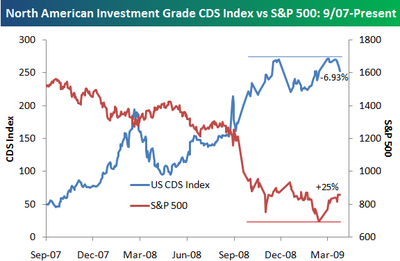 North American Investment Grade CDS Index vs S&P 500: 9/07-Present
300
250
200
150
100
50
0
CDS Index
1800
1600
1400
1200
1000
800
600
S&P 500
-6.93%
+25%
US CDS Index
S&P 500
Sep-07 Dec-07 Mar-08 Jun-08 Sep-08 Dec-08 Mar-09